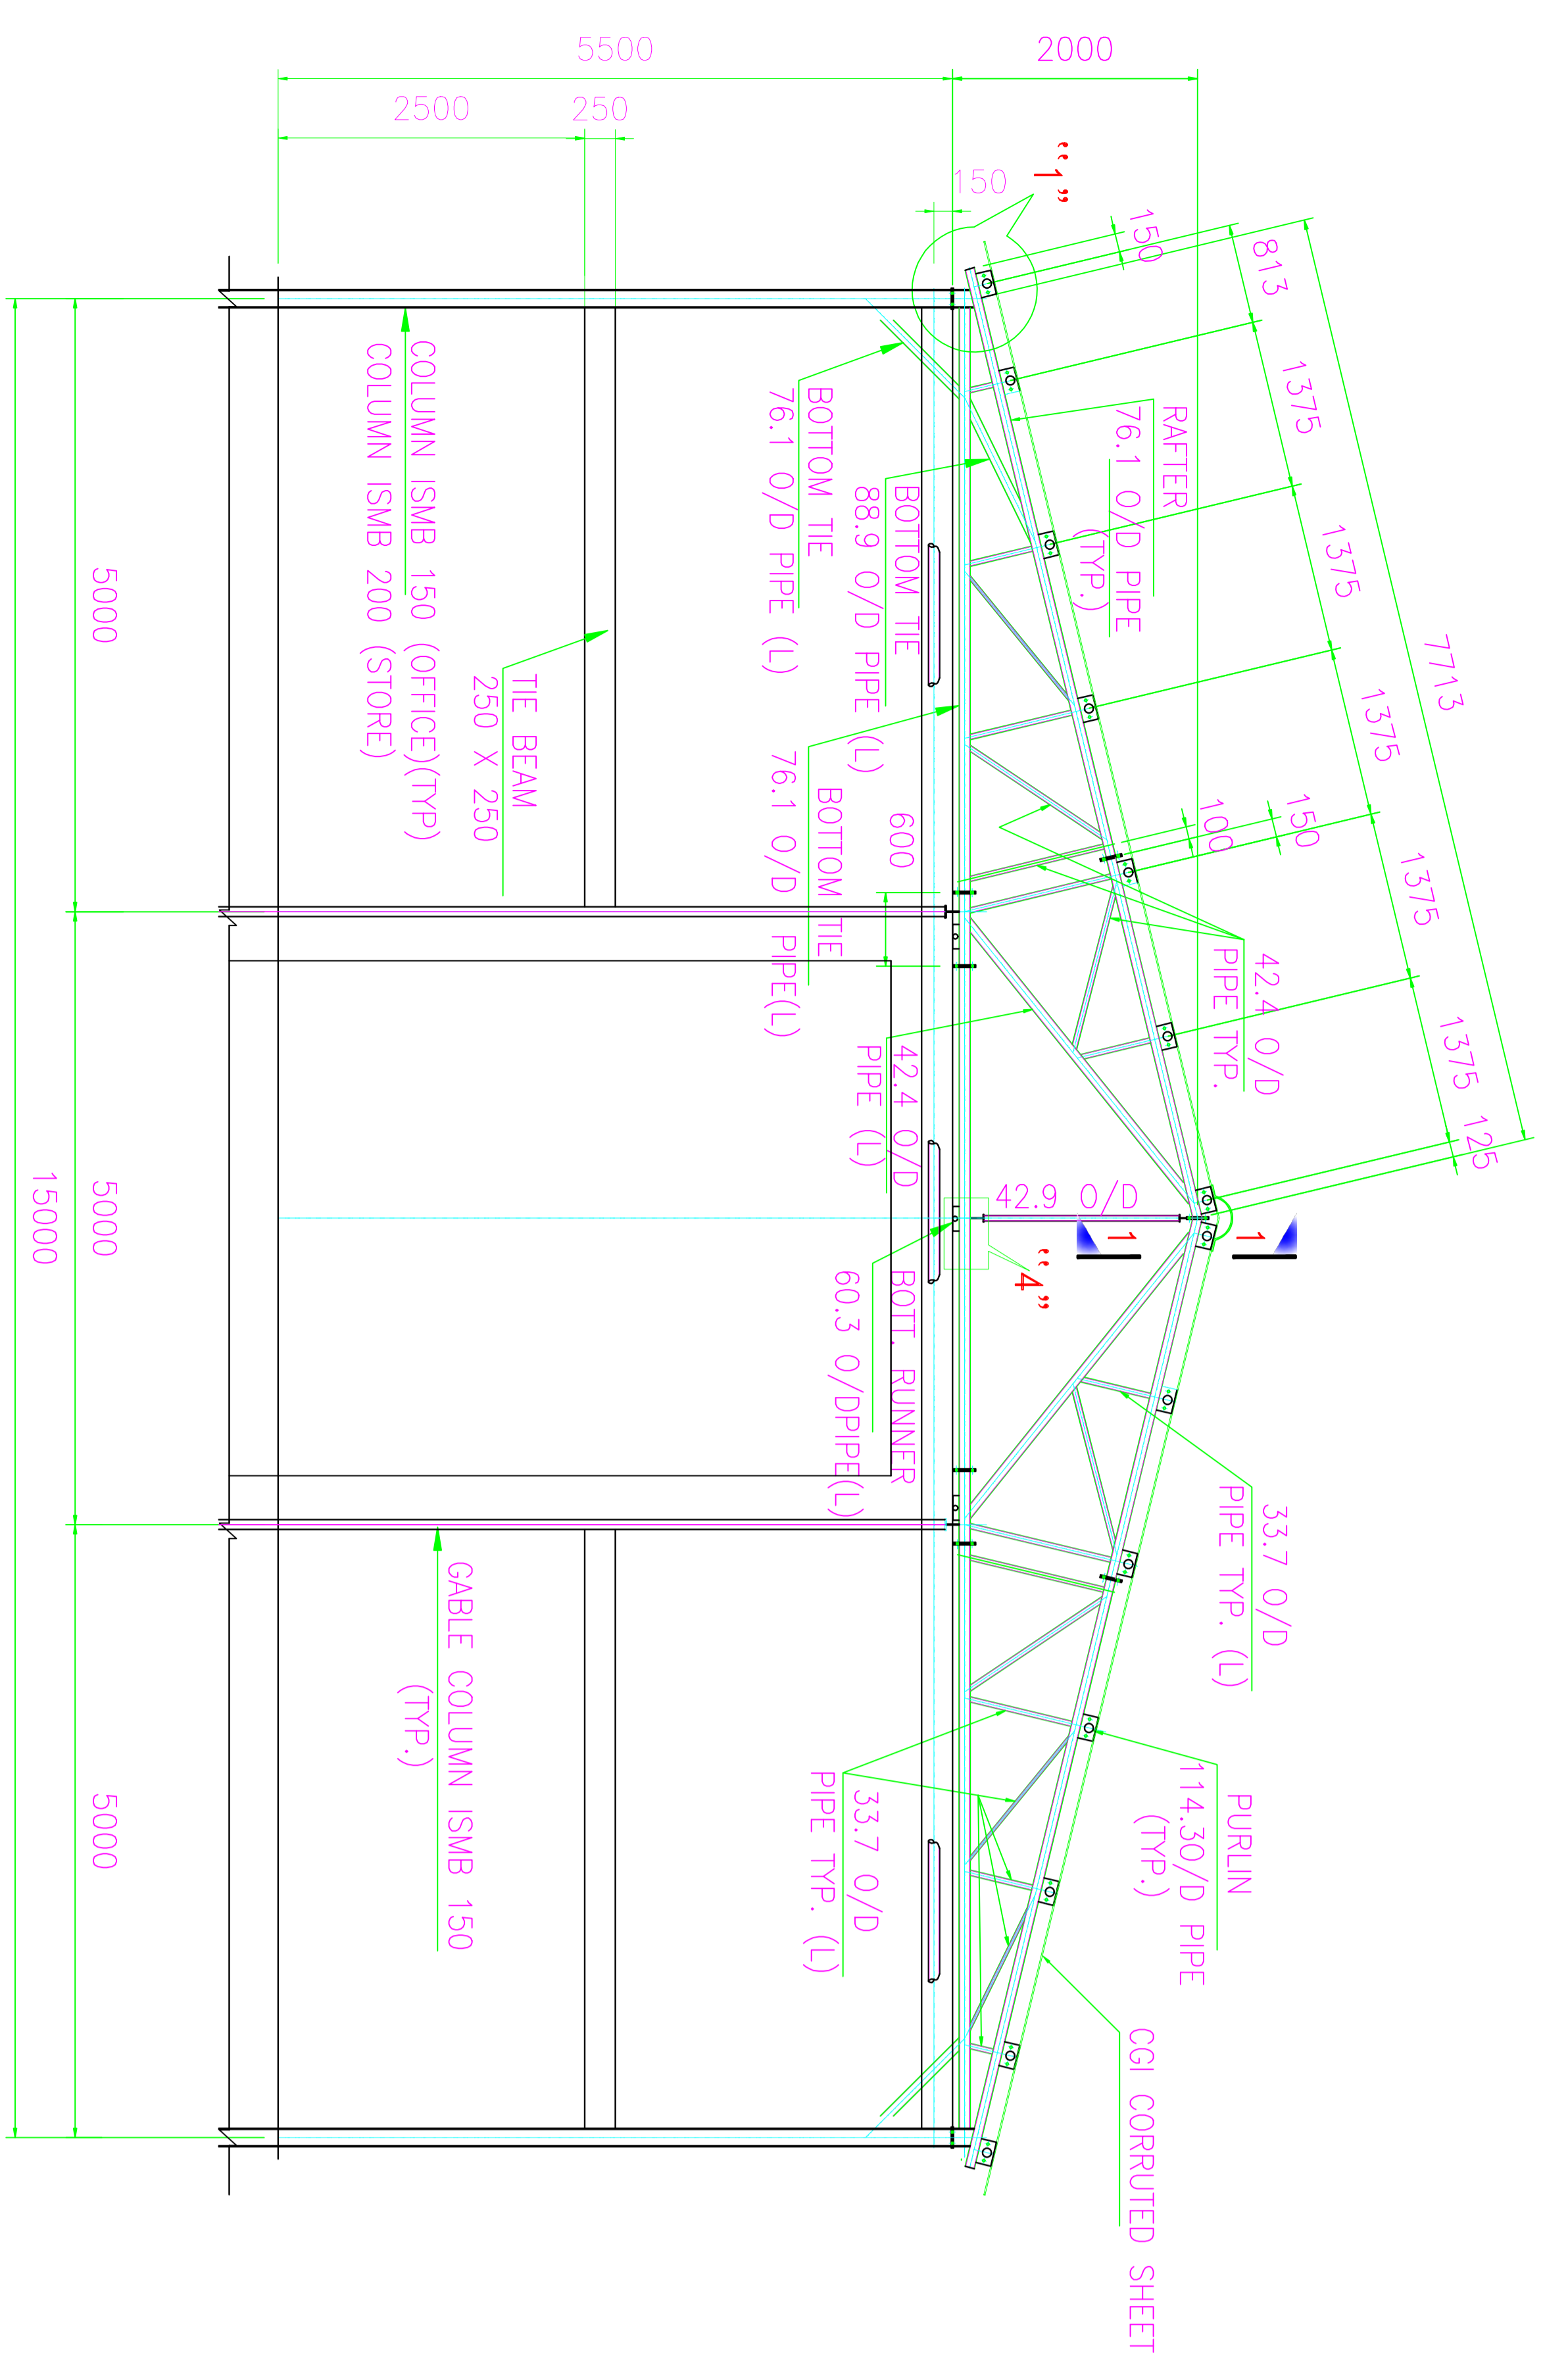 5500
2000
2500
250
150
"1"
150
813
1375
1375
1375
1375
1375
125
7713
150
100
RAFTER
76.1 O/D PIPE
(TYP.)
BOTTOM TIE
76.1 O/D PIPE (L)
BOTTOM TIE
88.9 O/D PIPE (L)
BOTTOM TIE
76.1 O/D PIPE(L)
600
COLUMN ISMB 150 (OFFICE)(TYP)
COLUMN ISMB 200 (STORE)
TIE BEAM
250 X 250
42.4 O/D
PIPE TYP.
42.4 O/D
PIPE (L)
42.9 O/D
1
1
"4"
BOTT. RUNNER
60.3 O/DPIPE(L)
33.7 O/D
PIPE TYP. (L)
GABLE COLUMN ISMB 150
(TYP.)
33.7 O/D
PIPE TYP. (L)
PURLIN
114.30/D PIPE
(TYP.)
CGI CORRUTED SHEET
5000
5000
5000
15000